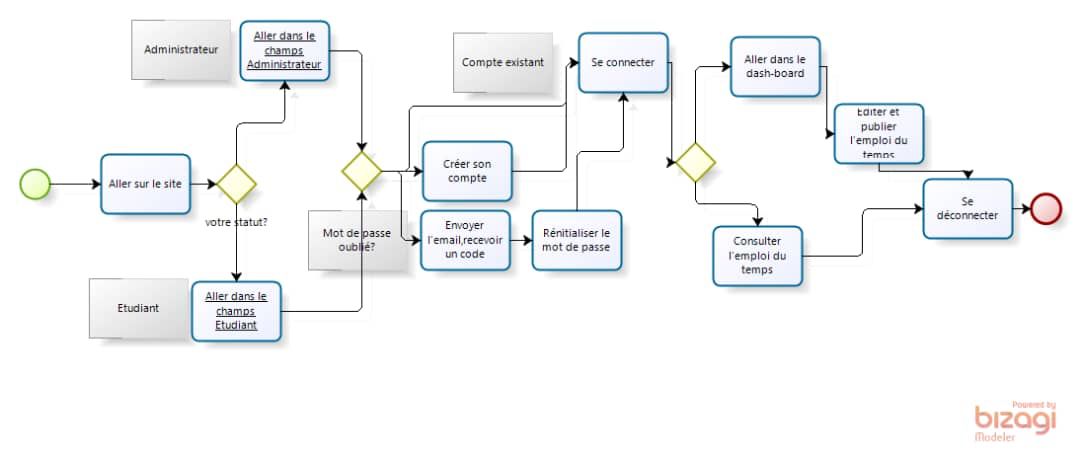 Administrateur
Aller dans le
champs
Administrateur
Compte existant
Se connecter
Aller dans le
dash-board
Editer et
publier
l'emploi du
temps
Aller sur le site
votre statut?
Créer son
compte
Mot de passe
oublié?
Envoyer
l'email,recevoir
un code
Rénitialiser le
mot de passe
Se
déconnecter
Consulter
l'emploi du
temps
Etudiant
Aller dans le
champs
Etudiant
Powered by
bizagi
Modeler